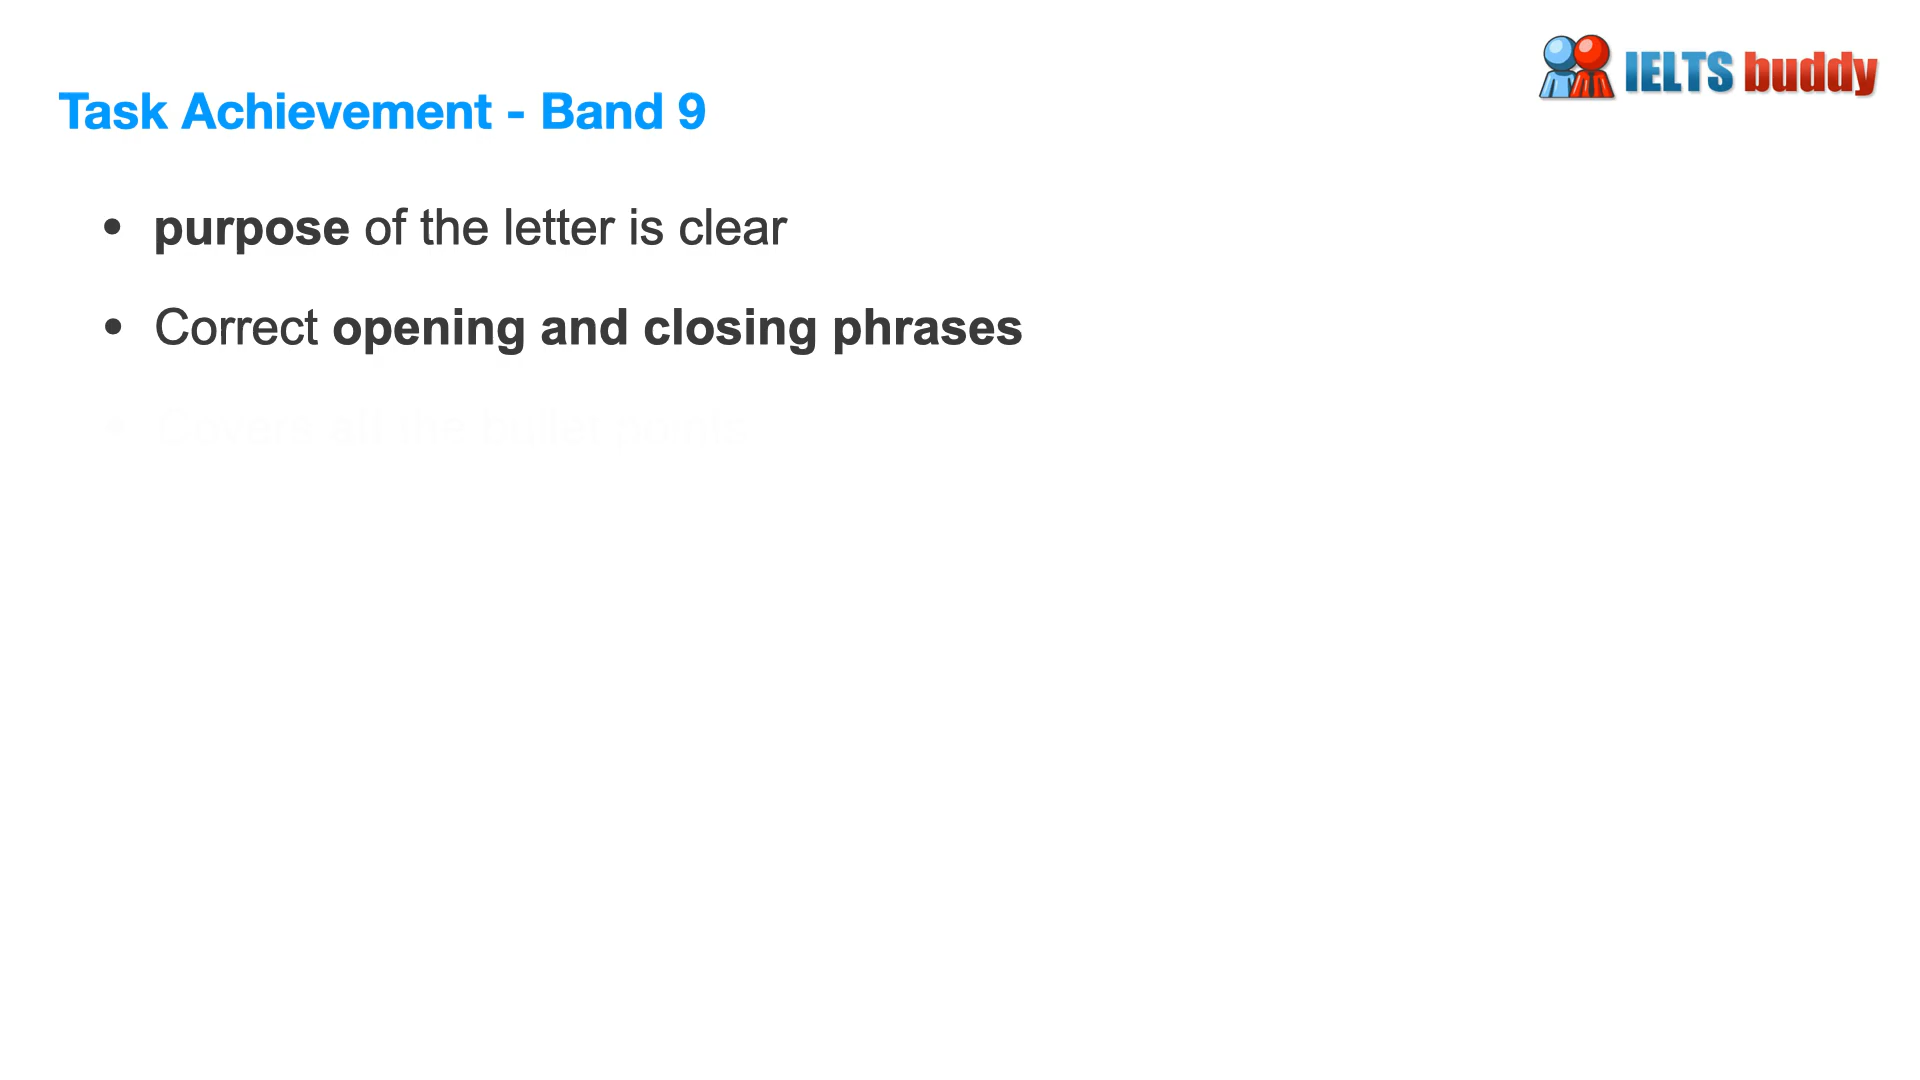 IELTS buddy
Task Achievement - Band 9
• purpose of the letter is clear
• Correct opening and closing phrases
• Covers all the bullet points